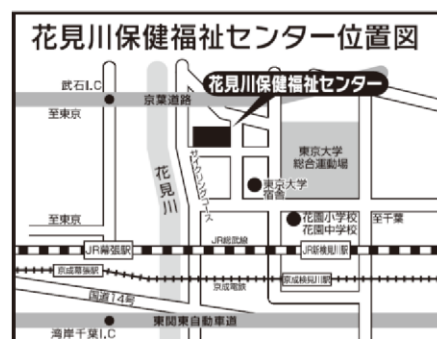 花見川保健福祉センター位置図
武石I.C
花見川保健福祉センター
京葉道路
至東京
東京大学
総合運動場
花見川
サイクリングコース
東京大学
宿舎
至東京
花園小学校
花園中学校
至千葉
JR総武線
JR幕張駅
JR新検見川駅
京成幕張駅
京成電鉄
京成検見川駅
国道14号
東関東自動車道
湾岸千葉I.C